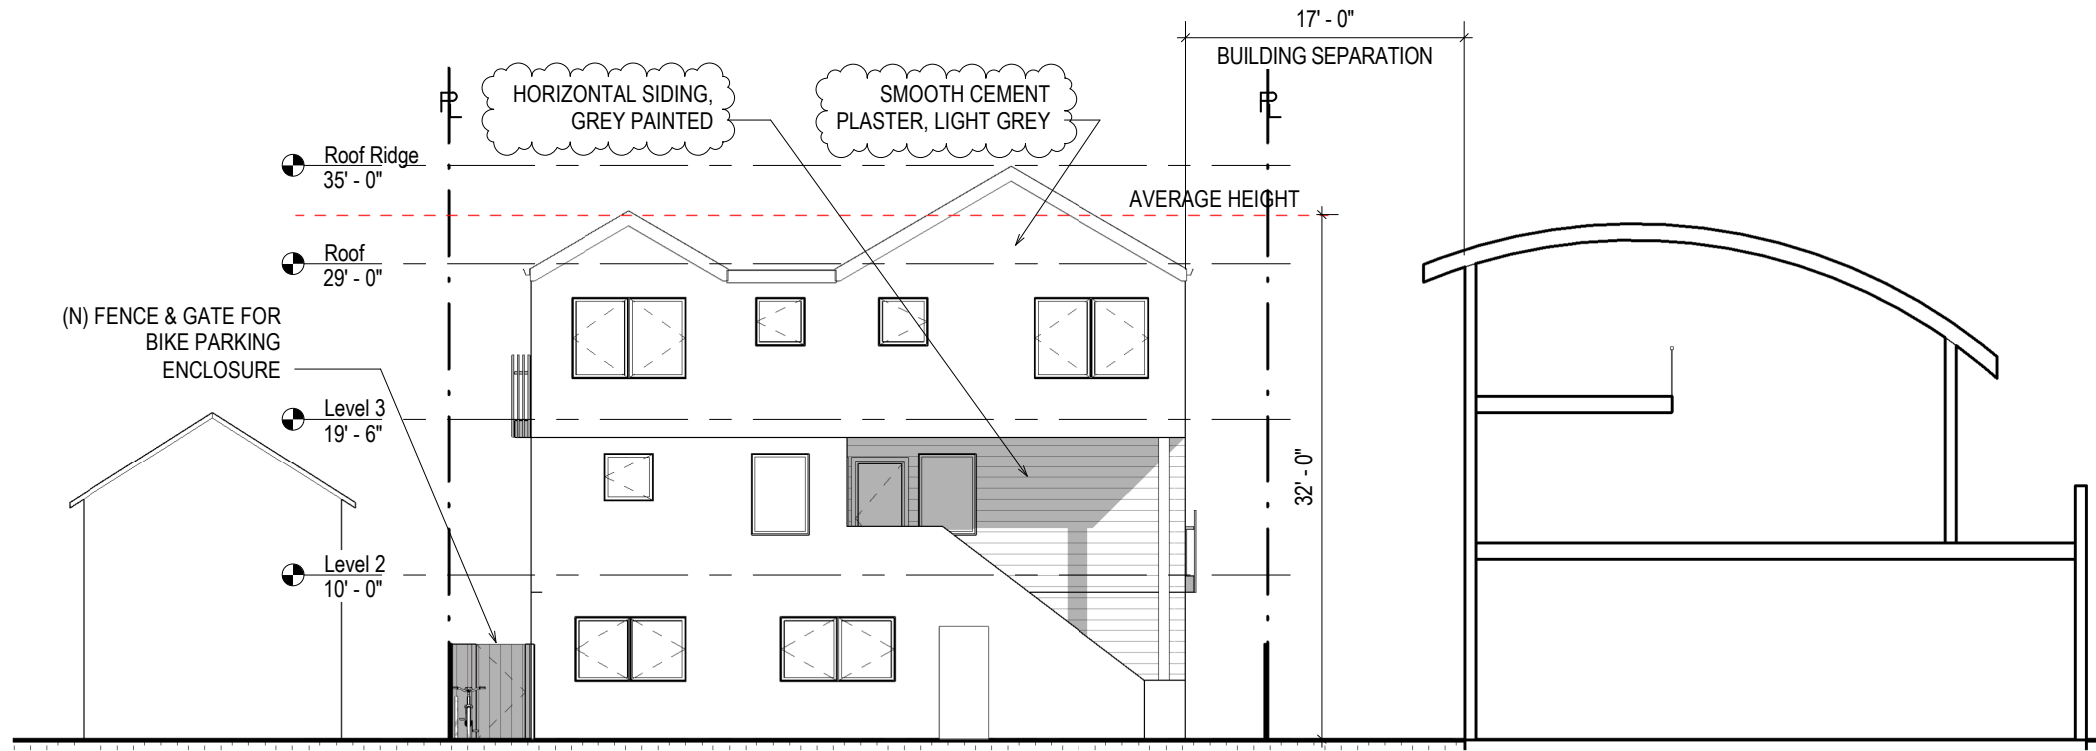 17' - 0"
BUILDING SEPARATION
HORIZONTAL SIDING,
GREY PAINTED
SMOOTH CEMENT
PLASTER, LIGHT GREY
PL
PL
Roof Ridge
35' - 0"
AVERAGE HEIGHT
Roof
29' - 0"
(N) FENCE & GATE FOR
BIKE PARKING
ENCLOSURE
Level 3
19' - 6"
32' - 0"
Level 2
10' - 0"